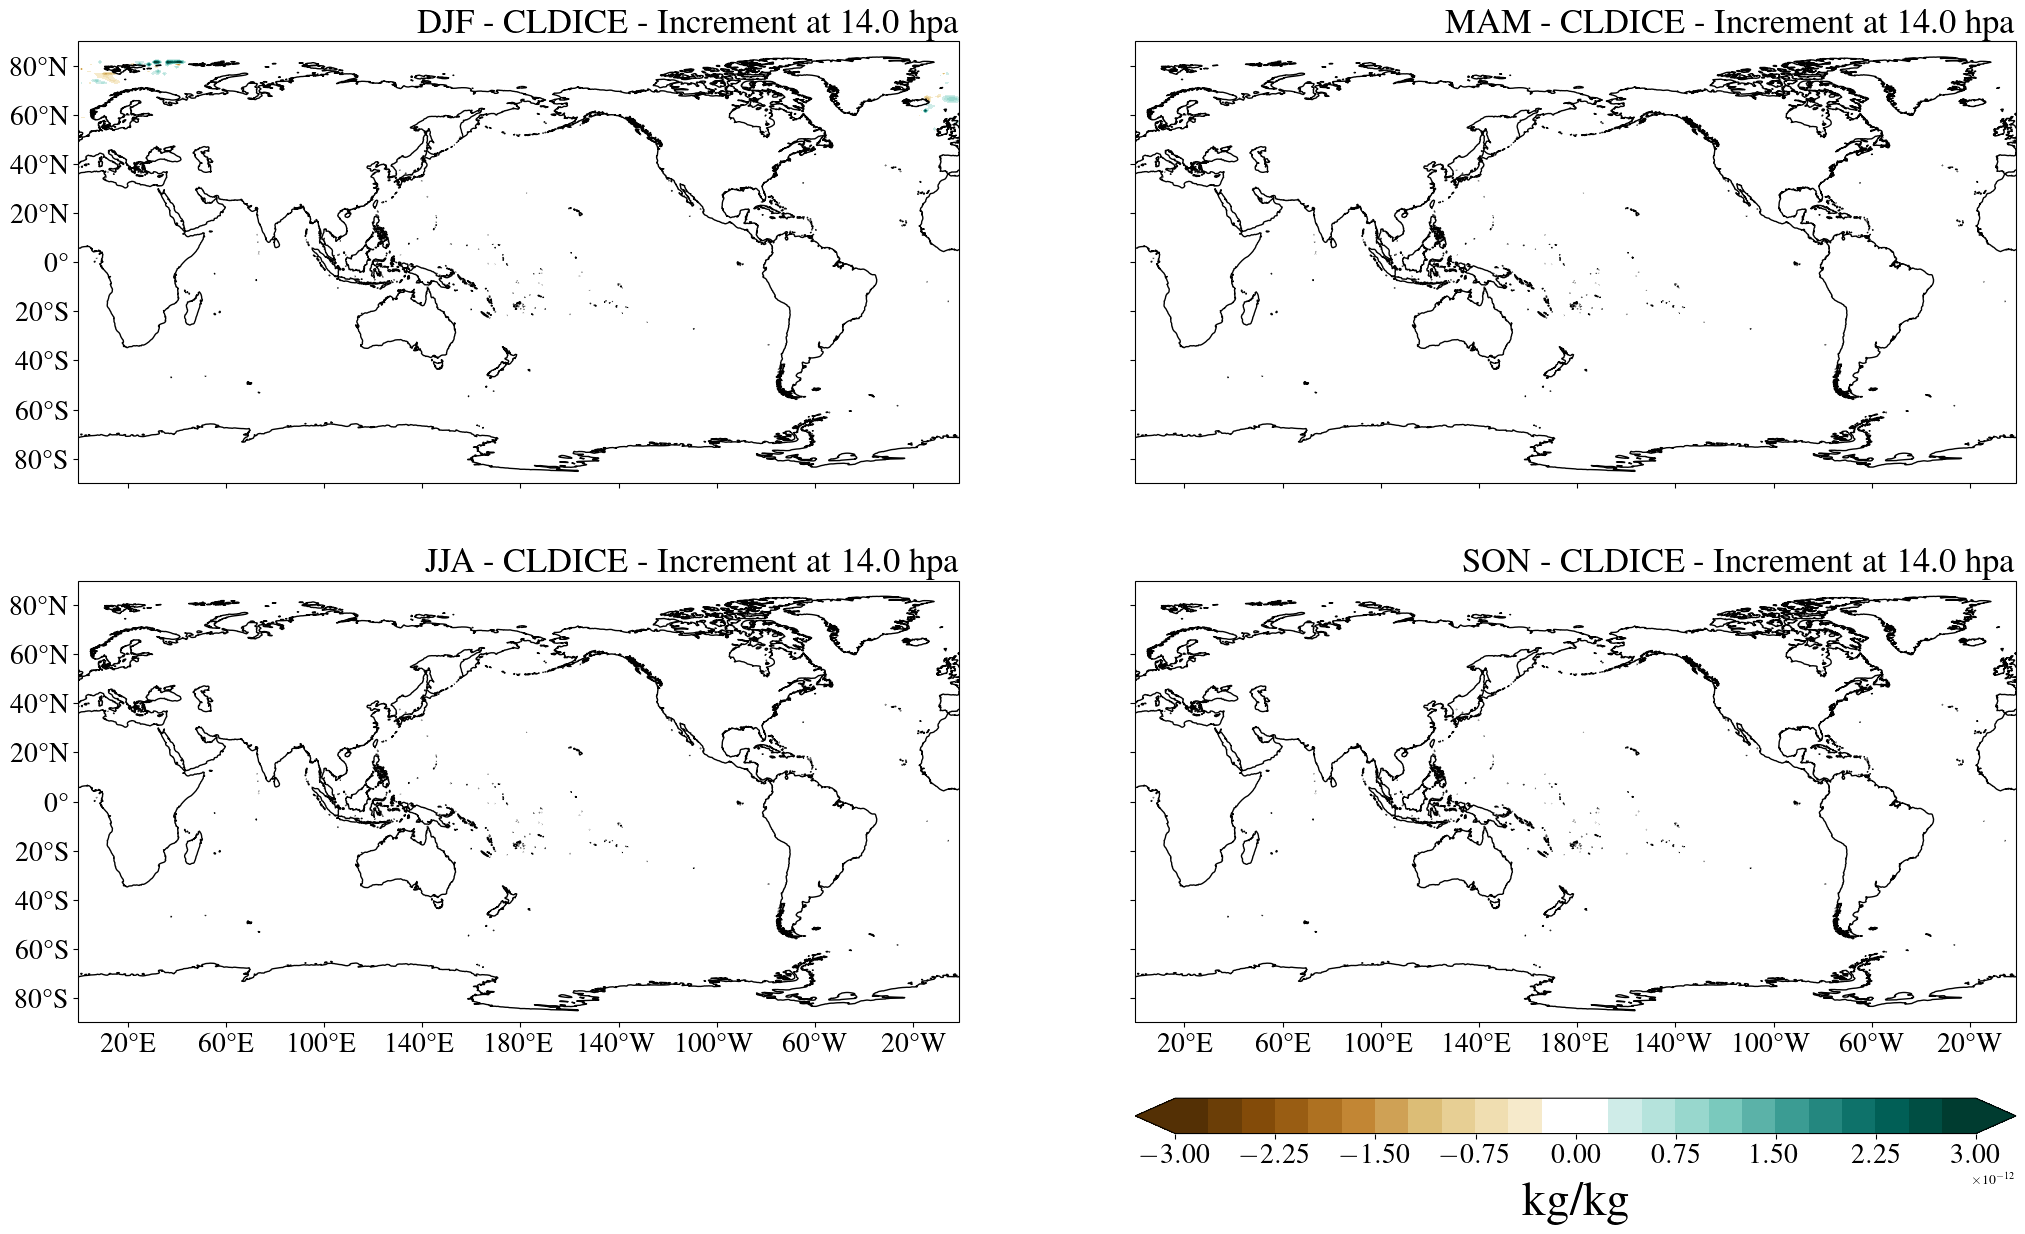 DJF - CLDICE - Increment at 14.0 hpa
MAM - CLDICE - Increment at 14.0 hpa
80°N
60°N
40°N
20°N
0°
20°S
40°S
60°S
80°S
JJA - CLDICE - Increment at 14.0 hpa
SON - CLDICE - Increment at 14.0 hpa
80°N
60°N
40°N
20°N
0°
20°S
40°S
60°S
80°S
20°E 60°E 100°E 140°E 180°E 140°W 100°W 60°W 20°W
20°E 60°E 100°E 140°E 180°E 140°W 100°W 60°W 20°W
−3.00 −2.25 −1.50 −0.75 0.00 0.75 1.50 2.25 3.00
×10⁻¹²
kg/kg